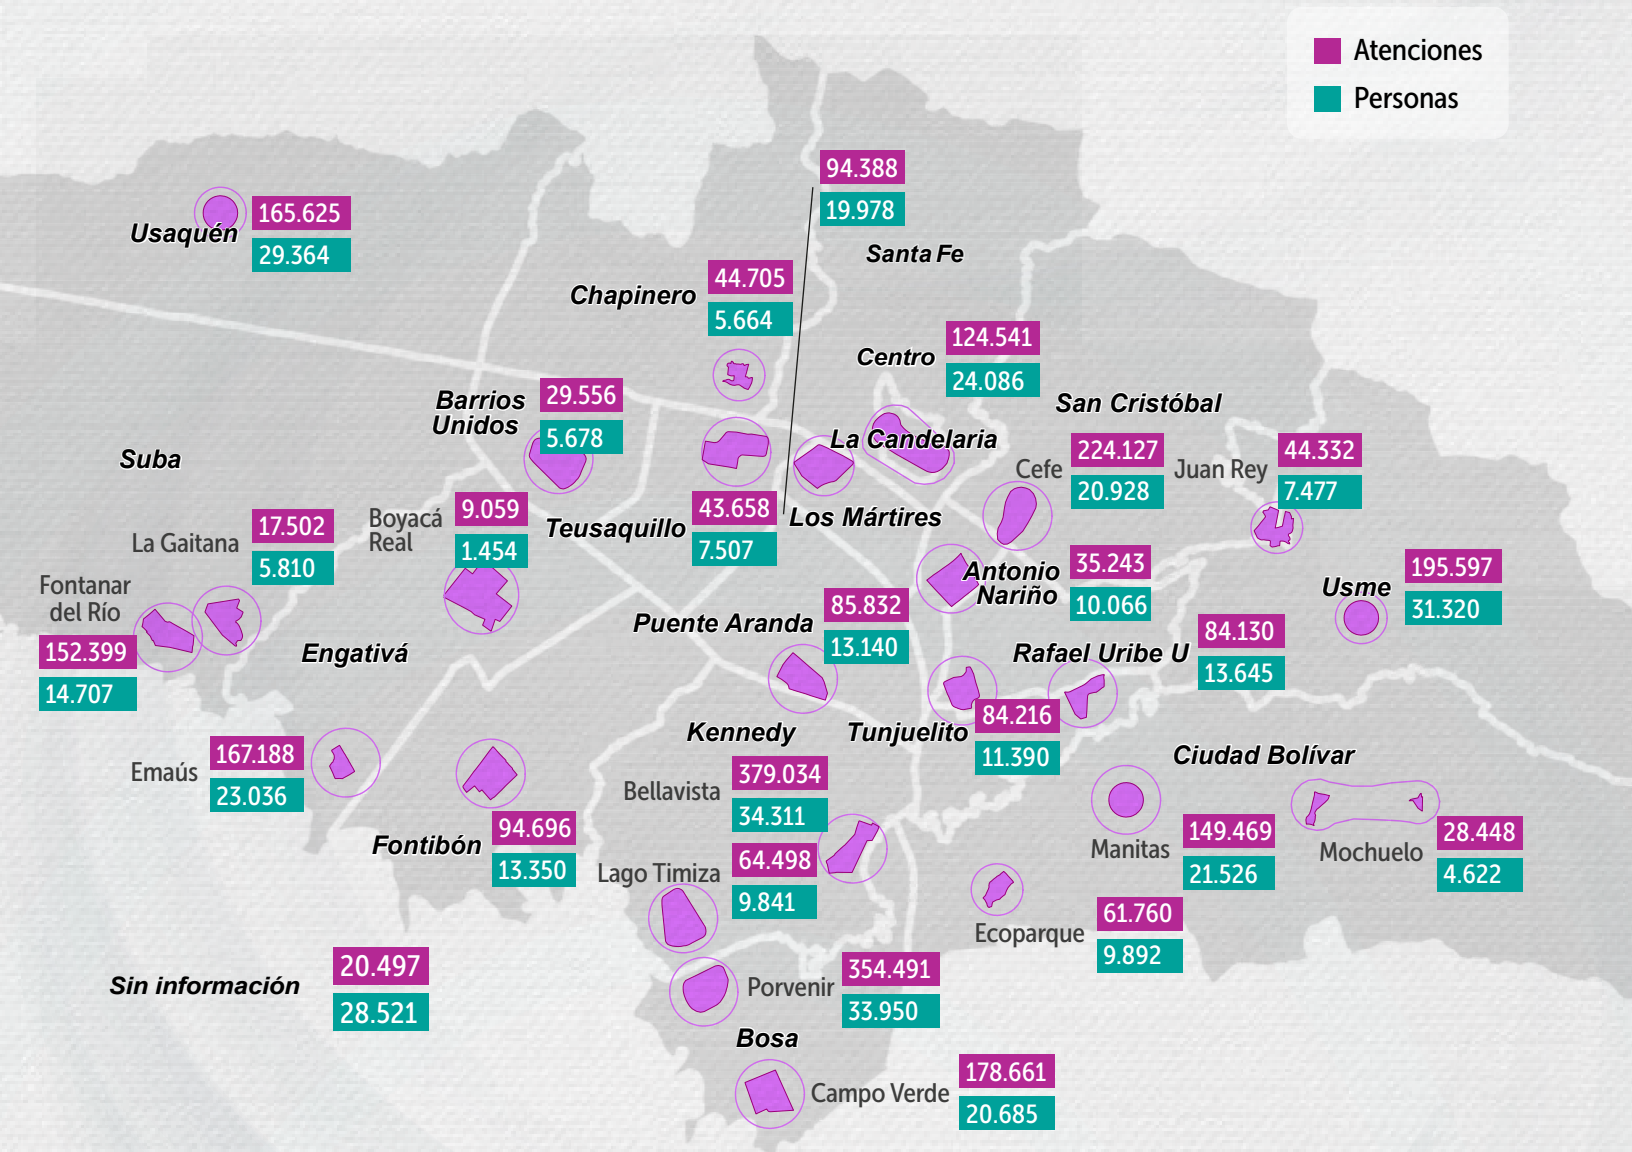 Atenciones
Personas
94.388
19.978
Santa Fe
165.625
Usaquén
29.364
44.705
Chapinero
5.664
124.541
Centro
24.086
29.556
Barrios
Unidos
5.678
San Cristóbal
La Candelaria
224.127
Cefe
20.928
44.332
Juan Rey
7.477
Suba
17.502
La Gaitana
5.810
Boyacá
Real
9.059
1.454
43.658
Teusaquillo
7.507
Los Mártires
Antonio
Nariño
35.243
10.066
195.597
Usme
31.320
Fontanar
del Río
152.399
14.707
Engativá
85.832
Puente Aranda
13.140
84.130
Rafael Uribe U
13.645
84.216
Tunjuelito
11.390
Kennedy
379.034
Bellavista
34.311
64.498
Lago Timiza
9.841
167.188
Emaús
23.036
94.696
Fontibón
13.350
Ciudad Bolívar
149.469
Manitas
21.526
28.448
Mochuelo
4.622
61.760
Ecoparque
9.892
20.497
Sin información
28.521
354.491
Porvenir
33.950
Bosa
178.661
Campo Verde
20.685